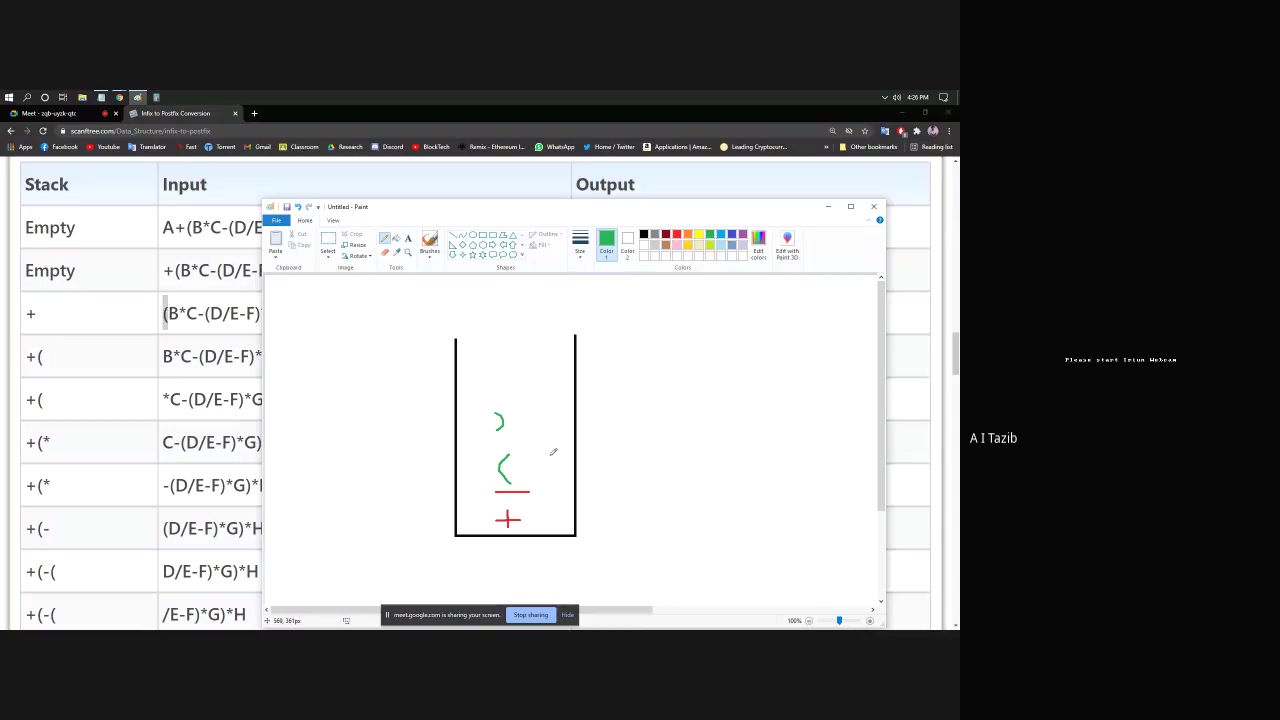 4:26 PM
Meet - zqb-uyzk-qtc
Infix to Postfix Conversion
scanftree.com/Data_Structure/infix-to-postfix
Apps Facebook Youtube Translator Fast Torrent Gmail Classroom Research Discord BlockTech Remix - Ethereum I... WhatsApp Home / Twitter Applications | Amaz... Leading Cryptocurr... » Other bookmarks Reading list
Stack Input Output
Untitled - Paint
File Home View
Paste Cut Copy Select Crop Resize Rotate Brushes Outline Fill Size Color 1 Color 2 Edit colors Edit with Paint 3D
Clipboard Image Tools Shapes Colors
Empty A+(B*C-(D/E-F
Empty +(B*C-(D/E-F
+ (B*C-(D/E-F)*
+( B*C-(D/E-F)*
+( *C-(D/E-F)*G
+(* C-(D/E-F)*G)
+(* -(D/E-F)*G)*
+(- (D/E-F)*G)*H
+(-( D/E-F)*G)*H
+(-( /E-F)*G)*H
)
(
+
meet.google.com is sharing your screen. Stop sharing Hide
568, 361px
100%
Please start Iriun Webcam
A I Tazib